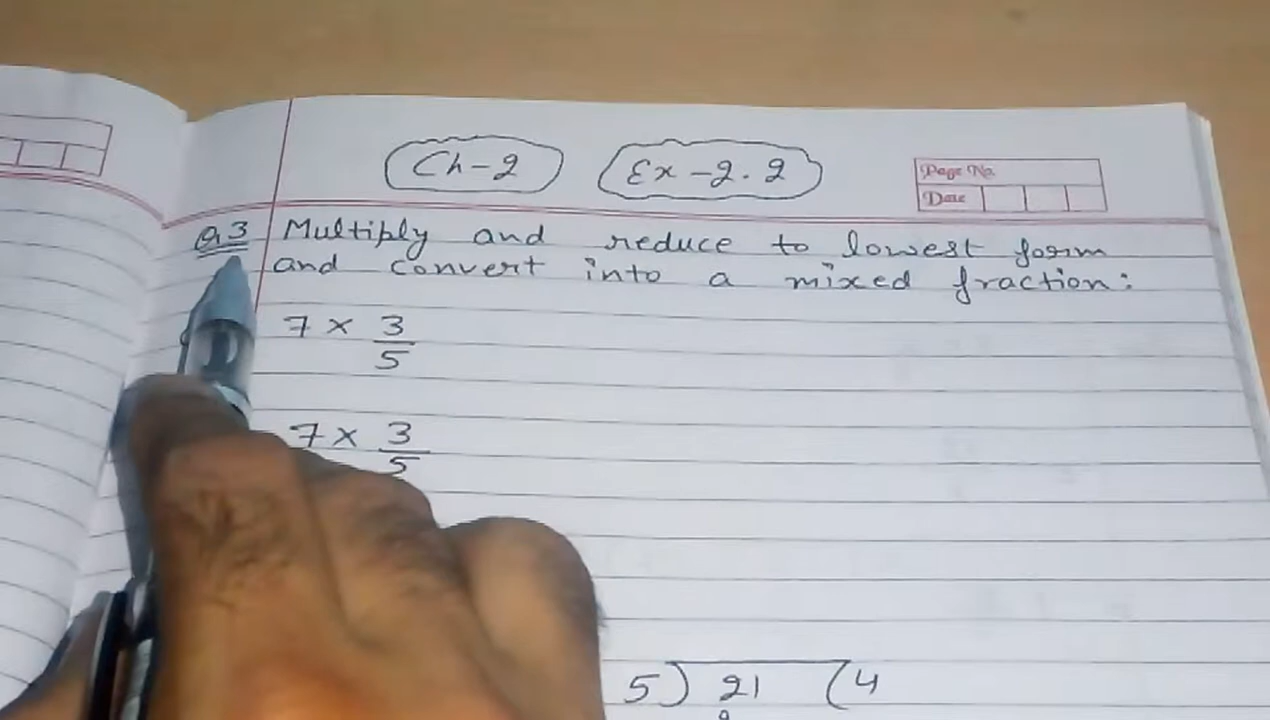 Ch-2 Ex-2.2
Page No.
Date
Q3 Multiply and reduce to lowest form
and convert into a mixed fraction:
7 × 3/5
7 × 3/5
5) 21 (4